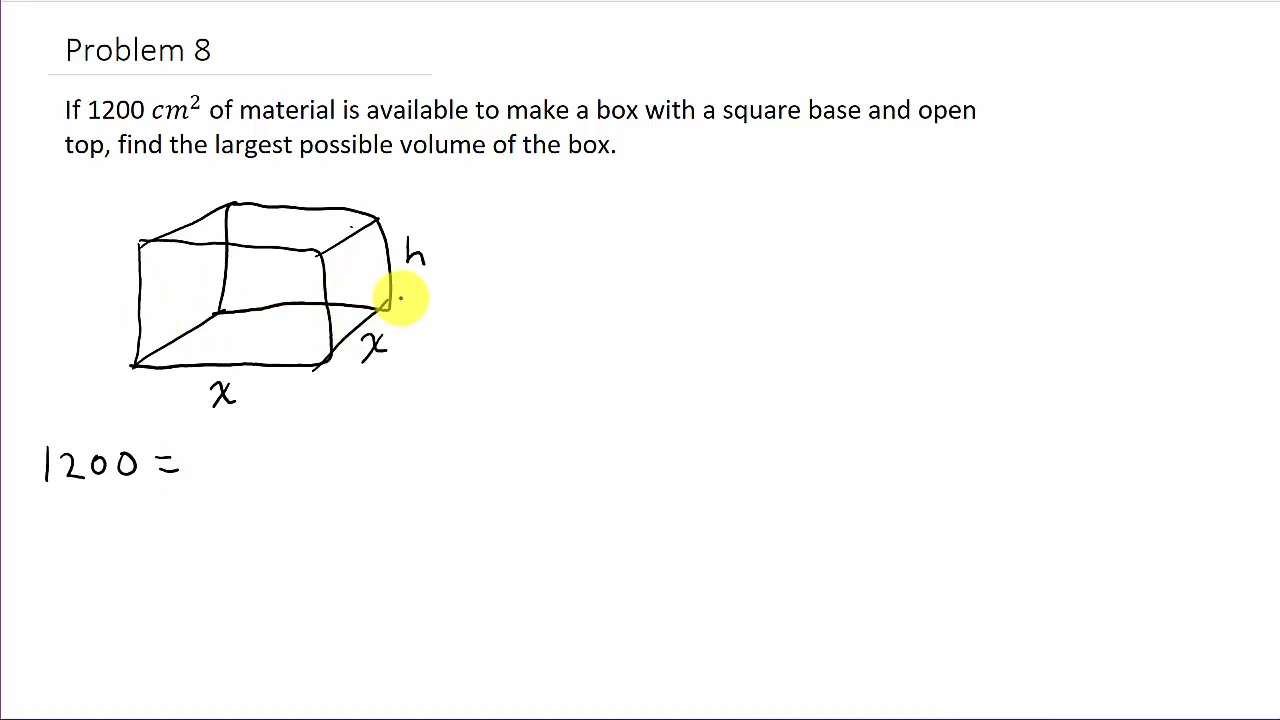 Problem 8
If 1200 cm² of material is available to make a box with a square base and open
top, find the largest possible volume of the box.
h
x
x
1200 =